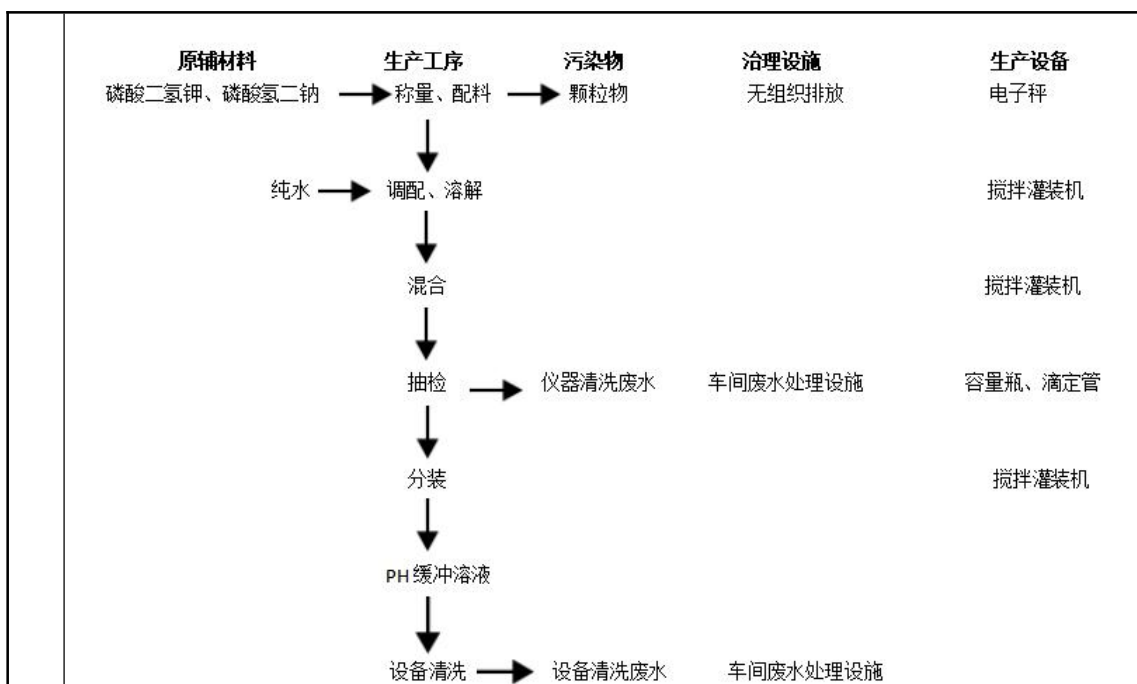 原辅材料 生产工序 污染物 治理设施 生产设备
磷酸二氢钾、磷酸氢二钠 称量、配料 颗粒物 无组织排放 电子秤
纯水 调配、溶解 搅拌灌装机
混合 搅拌灌装机
抽检 仪器清洗废水 车间废水处理设施 容量瓶、滴定管
分装 搅拌灌装机
PH缓冲溶液
设备清洗 设备清洗废水 车间废水处理设施